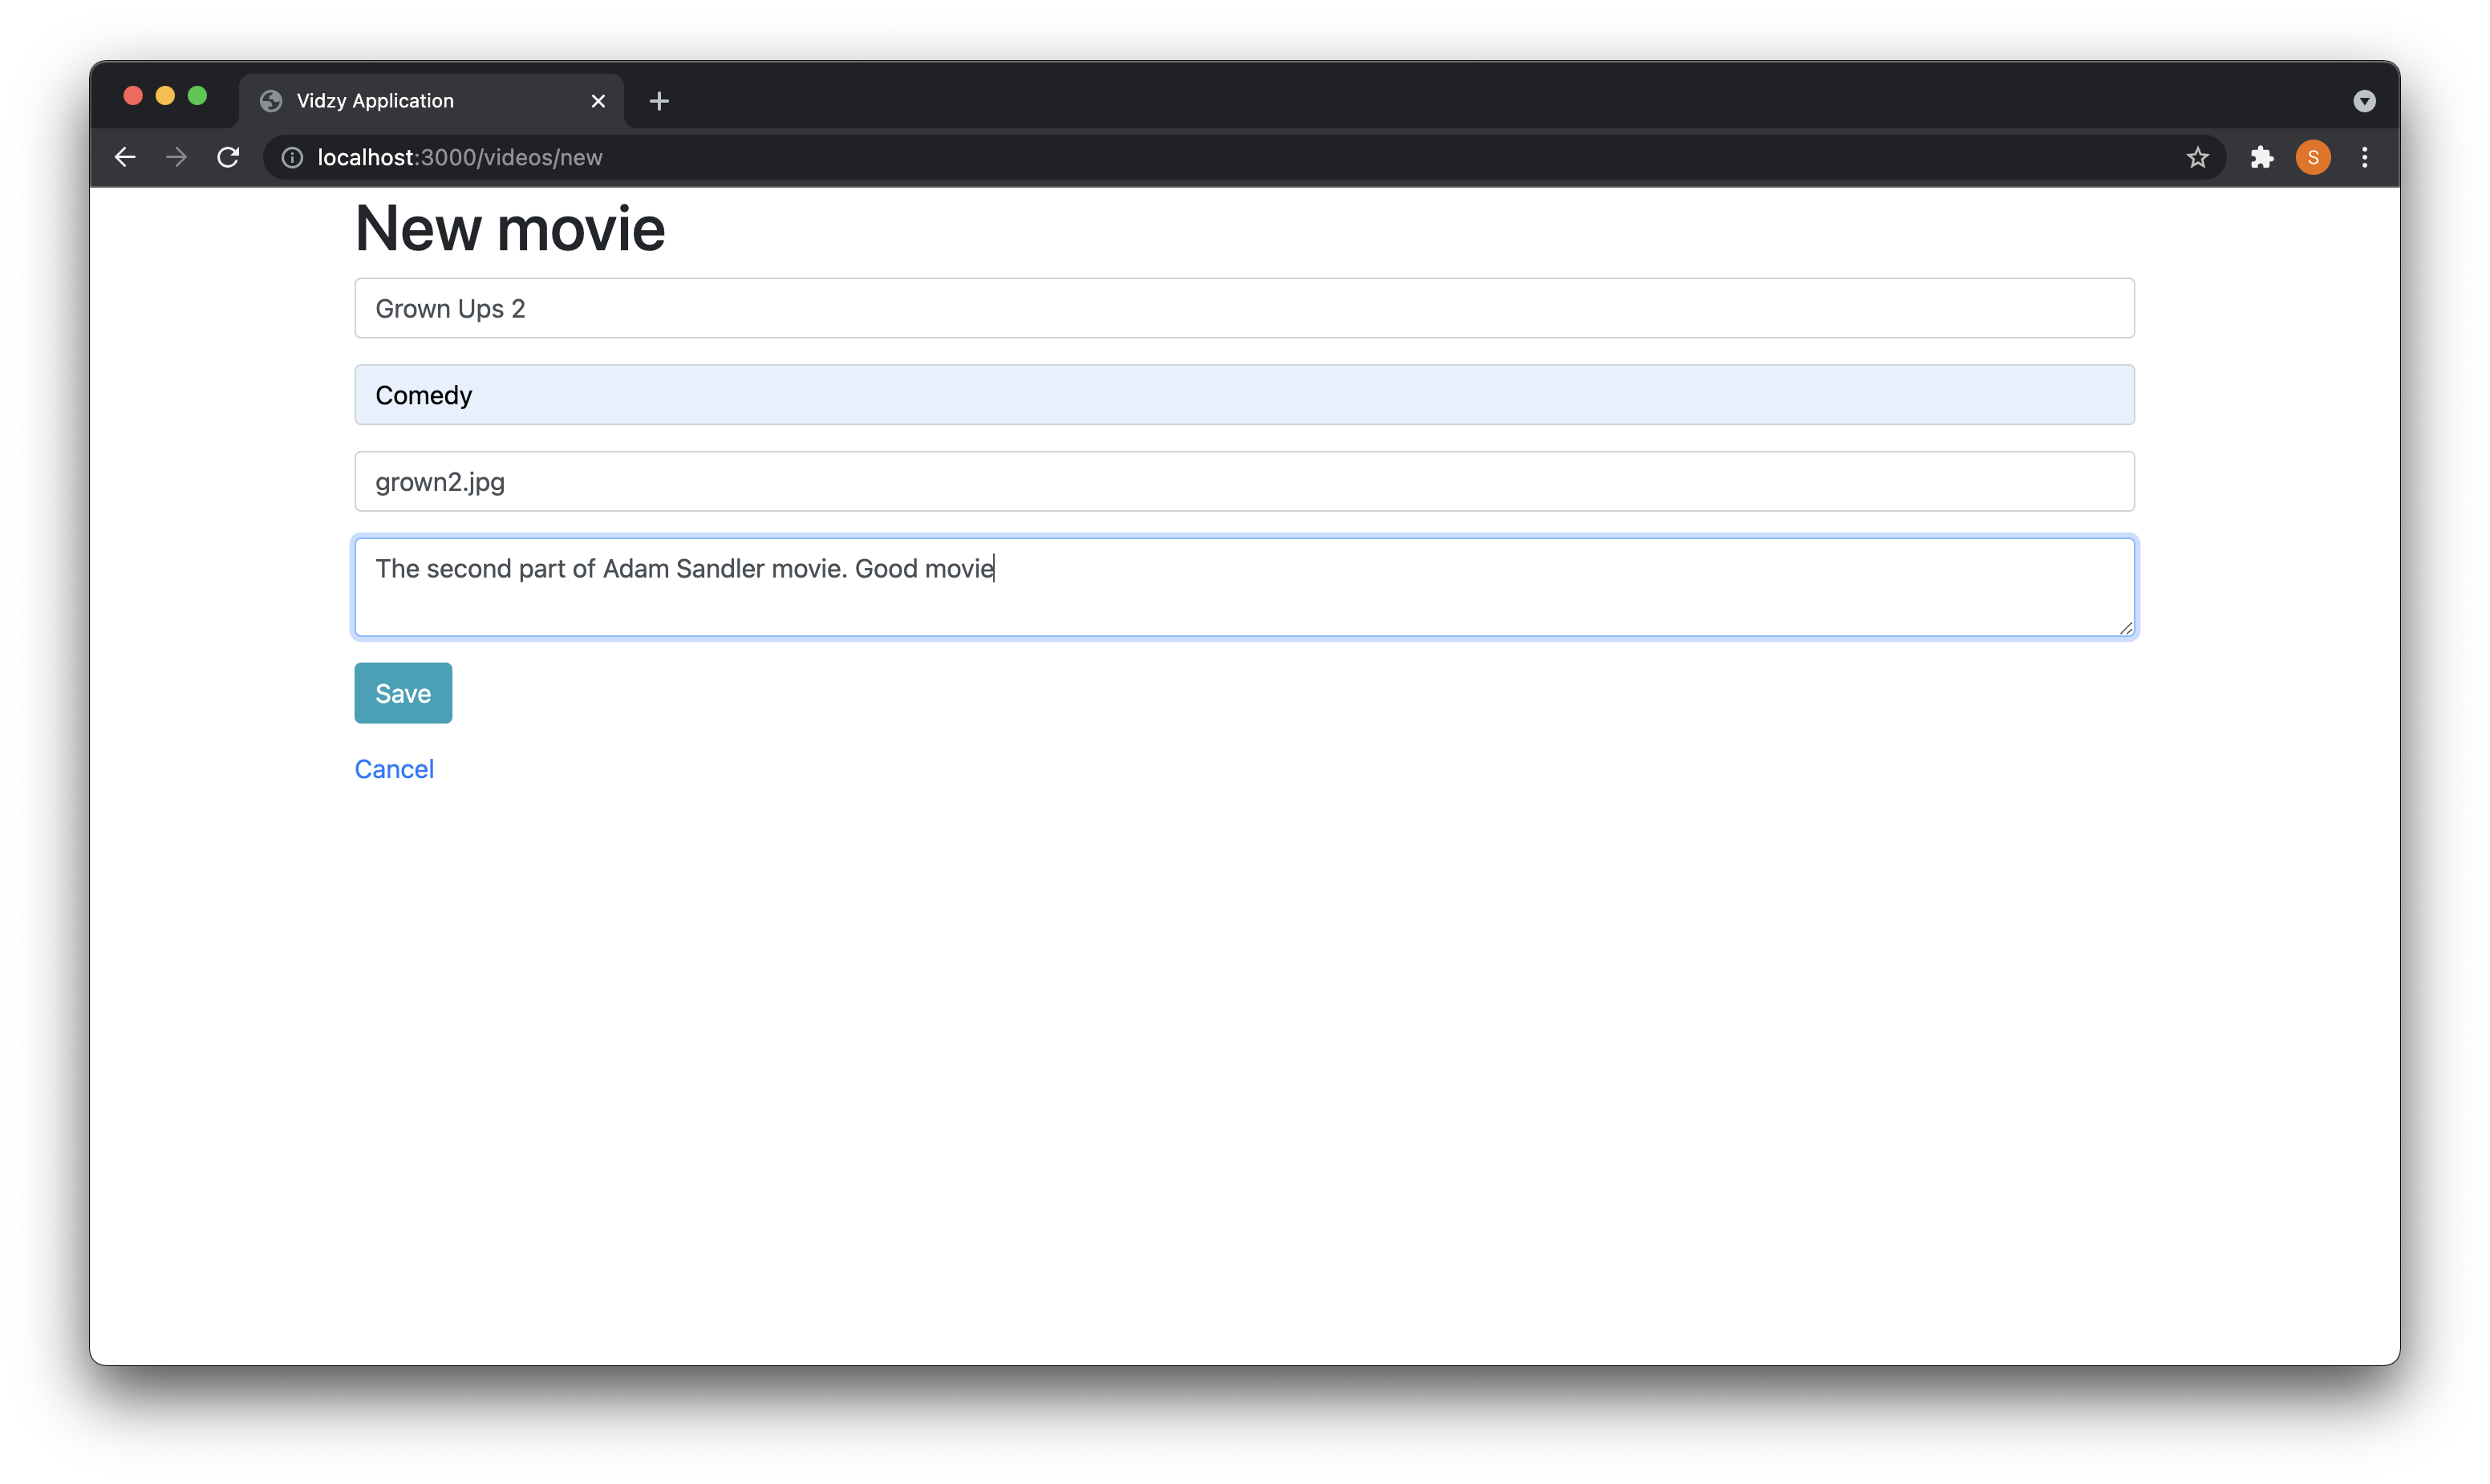 Vidzy Application
localhost:3000/videos/new
S
New movie
Grown Ups 2
Comedy
grown2.jpg
The second part of Adam Sandler movie. Good movie
Save
Cancel